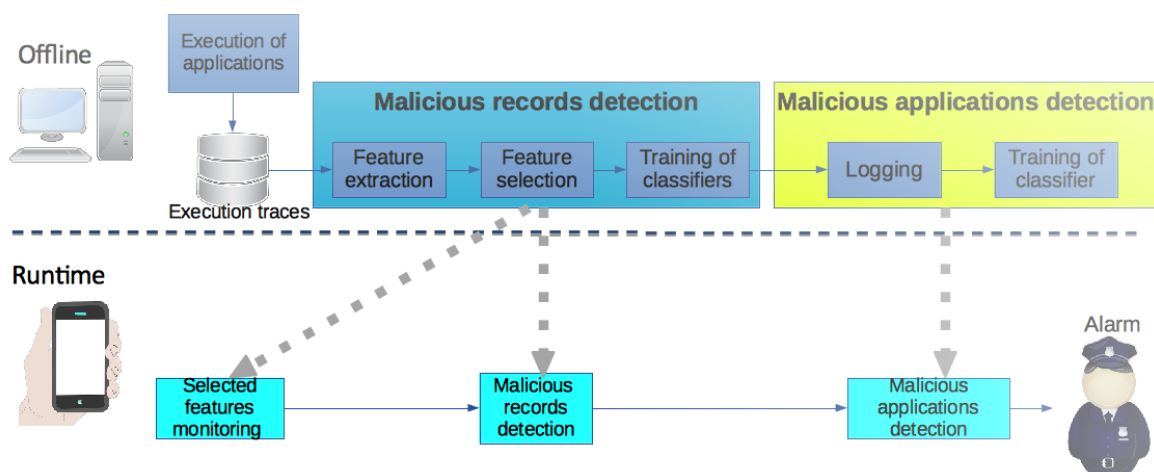 Offline
Execution of
applications
Malicious records detection
Malicious applications detection
Feature
extraction
Feature
selection
Training of
classifiers
Logging
Training of
classifier
Execution traces
Runtime
Alarm
Selected
features
monitoring
Malicious
records
detection
Malicious
applications
detection